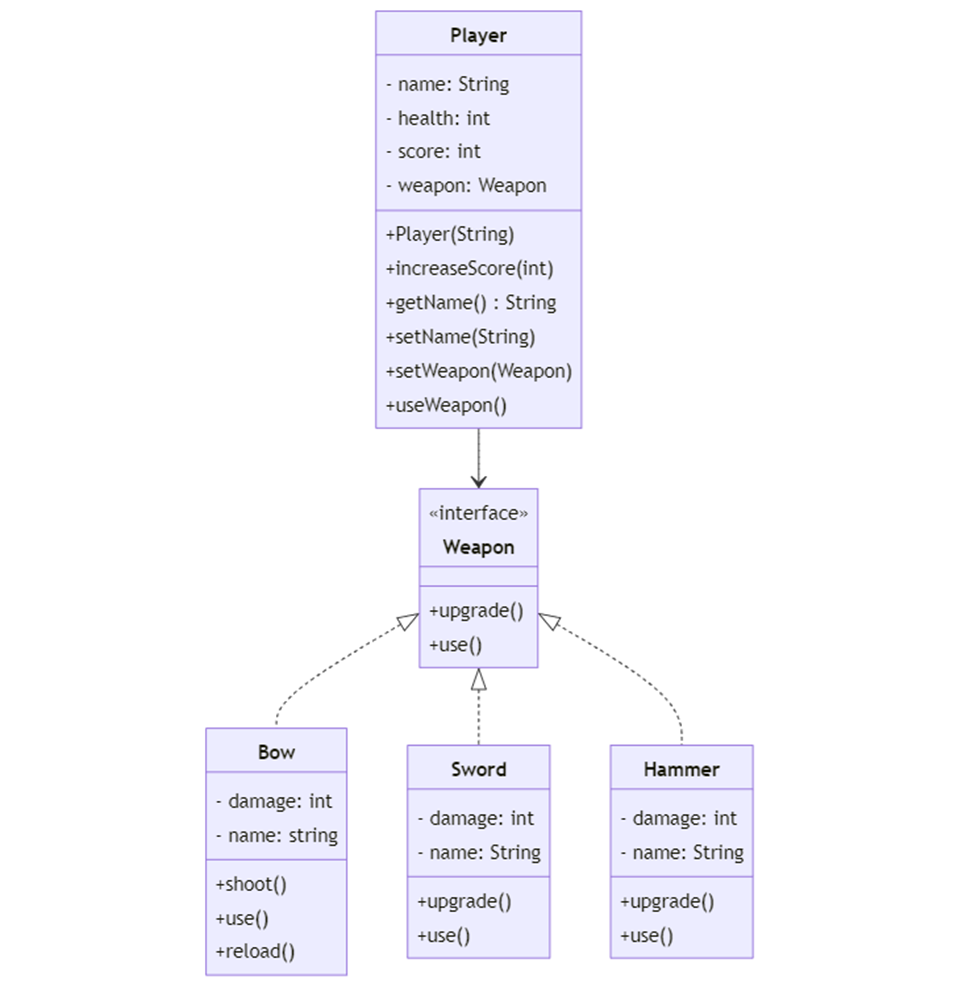 Player
- name: String
- health: int
- score: int
- weapon: Weapon
+Player(String)
+increaseScore(int)
+getName() : String
+setName(String)
+setWeapon(Weapon)
+useWeapon()
«interface»
Weapon
+upgrade()
+use()
Bow
- damage: int
- name: string
+shoot()
+use()
+reload()
Sword
- damage: int
- name: String
+upgrade()
+use()
Hammer
- damage: int
- name: String
+upgrade()
+use()